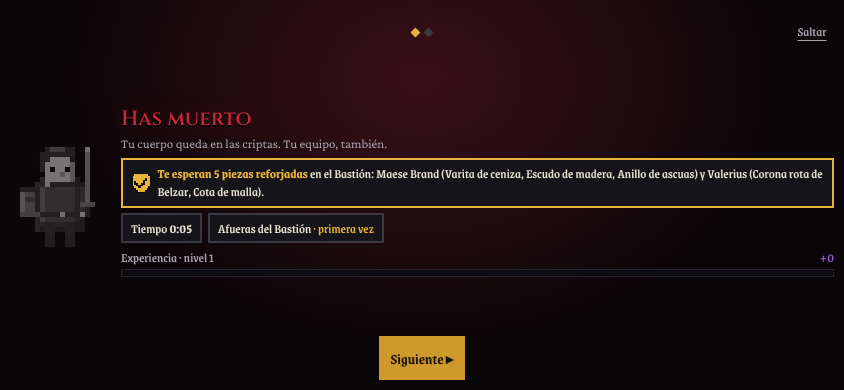 Saltar
Has muerto
Tu cuerpo queda en las criptas. Tu equipo, también.
Te esperan 5 piezas reforjadas en el Bastión: Maese Brand (Varita de ceniza, Escudo de madera, Anillo de ascuas) y Valerius (Corona rota de
Belzar, Cota de malla).
Tiempo 0:05
Afueras del Bastión · primera vez
Experiencia · nivel 1
+0
Siguiente ▶